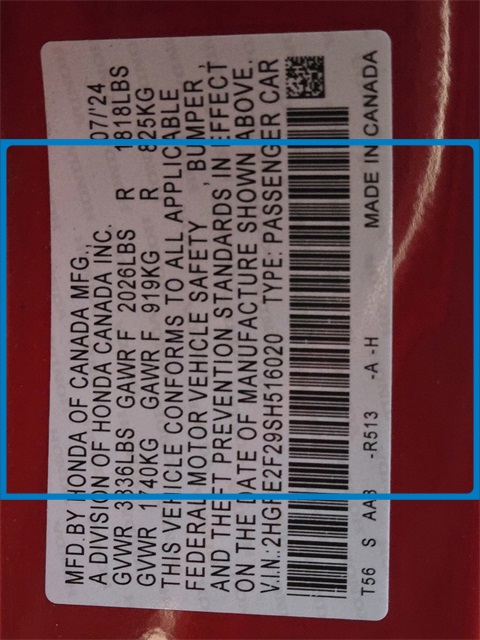 MFD.BY HONDA OF CANADA MFG., 07/'24
A DIVISION OF HONDA CANADA INC.
GVWR 3836LBS GAWR F 2026LBS R 1818LBS
GVWR 1740KG GAWR F 919KG R 825KG
THIS VEHICLE CONFORMS TO ALL APPLICABLE
FEDERAL MOTOR VEHICLE SAFETY , BUMPER ,
AND THEFT PREVENTION STANDARDS IN EFFECT
ON THE DATE OF MANUFACTURE SHOWN ABOVE.
V.I.N.: 2HGFE2F29SH516020 TYPE: PASSENGER CAR
T56 S AA3 -R513 -A -H MADE IN CANADA